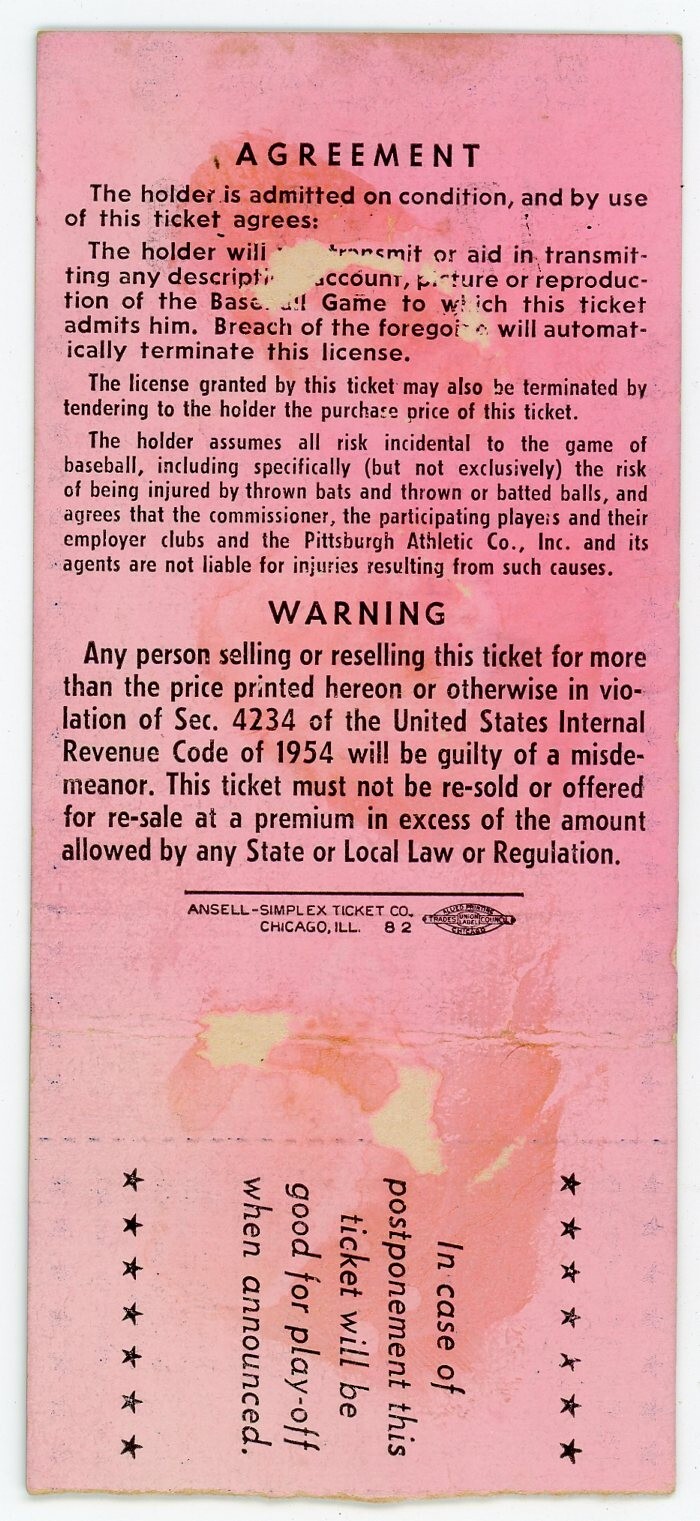 AGREEMENT
The holder is admitted on condition, and by use
of this ticket agrees:
The holder will transmit or aid in transmit-
ting any account, picture or reproduc-
tion of the Baseball Game to which this ticket
admits him. Breach of the foregoing will automat-
ically terminate this license.
The license granted by this ticket may also be terminated by
tendering to the holder the purchase price of this ticket.
The holder assumes all risk incidental to the game of
baseball, including specifically (but not exclusively) the risk
of being injured by thrown bats and thrown or batted balls, and
agrees that the commissioner, the participating players and their
employer clubs and the Pittsburgh Athletic Co., Inc. and its
agents are not liable for injuries resulting from such causes.
WARNING
Any person selling or reselling this ticket for more
than the price printed hereon or otherwise in vio-
lation of Sec. 4234 of the United States Internal
Revenue Code of 1954 will be guilty of a misde-
meanor. This ticket must not be re-sold or offered
for re-sale at a premium in excess of the amount
allowed by any State or Local Law or Regulation.
ANSELL-SIMPLEX TICKET CO.
CHICAGO, ILL. 82
ALLIED PRINTING
TRADES UNION LABEL COUNCIL
CHICAGO
In case of
postponement this
ticket will be
good for play-off
when announced.